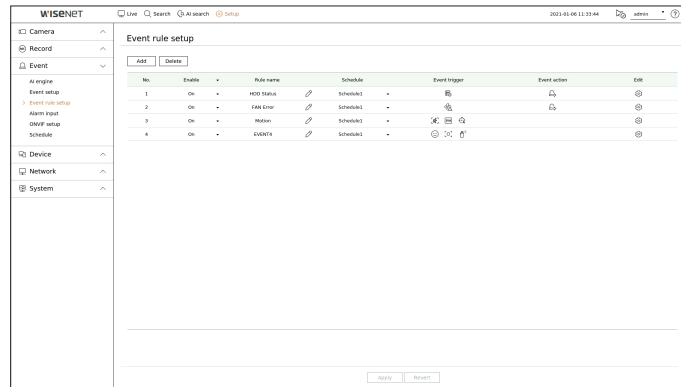 WISENET
Live Search AI search Setup 2021-01-06 11:33:44 admin ?
Camera
Record
Event
AI engine
Event setup
> Event rule setup
Alarm input
ONVIF setup
Schedule
Device
Network
System
Event rule setup
Add Delete
No. Enable Rule name Schedule Event trigger Event action Edit
1 On HDD Status Schedule1
2 On FAN Error Schedule1
3 On Motion Schedule1
4 On EVENT4 Schedule1
Apply Revert